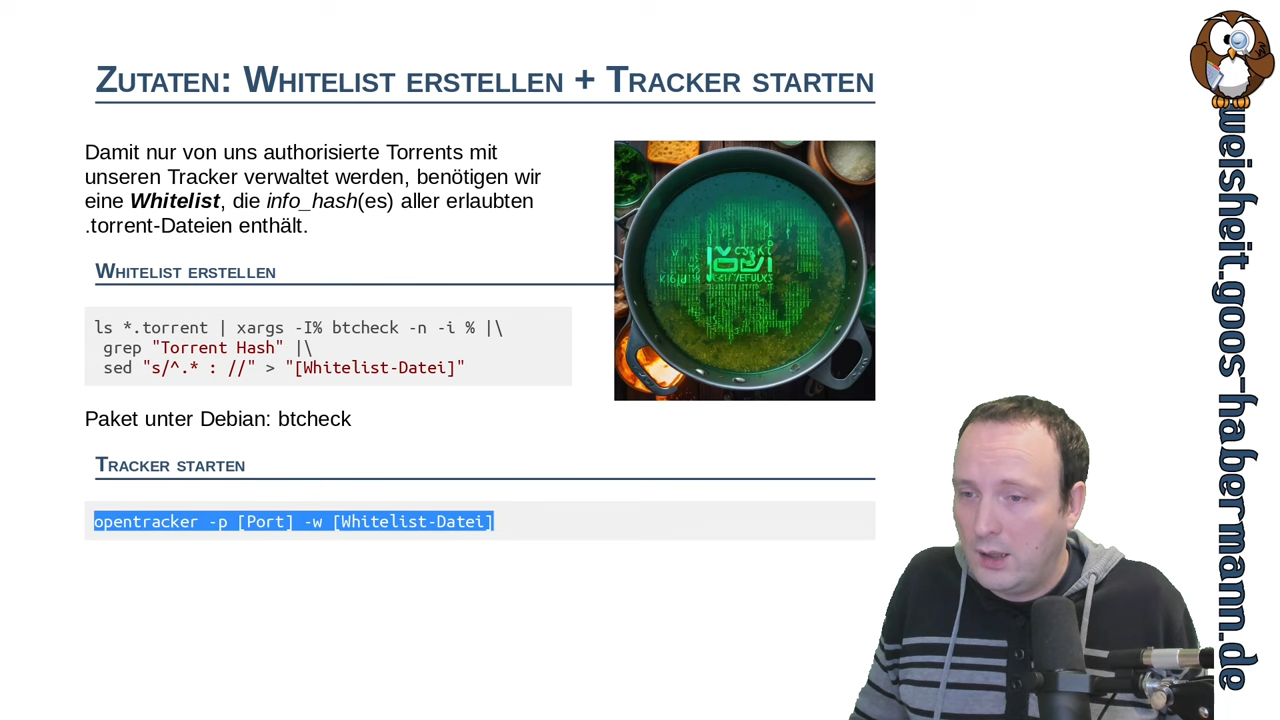 Zutaten: Whitelist erstellen + Tracker starten
Damit nur von uns authorisierte Torrents mit
unseren Tracker verwaltet werden, benötigen wir
eine Whitelist, die info_hash(es) aller erlaubten
.torrent-Dateien enthält.
Whitelist erstellen
ls *.torrent | xargs -I% btcheck -n -i % |\
grep "Torrent Hash" |\
sed "s/^.* : //" > "[Whitelist-Datei]"
Paket unter Debian: btcheck
Tracker starten
opentracker -p [Port] -w [Whitelist-Datei]
weisheit.goos-habermann.de